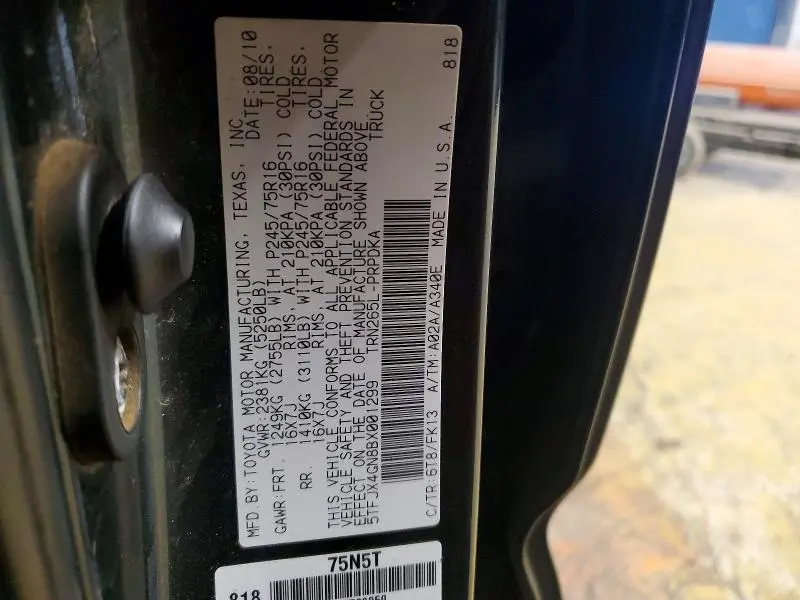 MFD.BY:TOYOTA MOTOR MANUFACTURING, TEXAS, INC.
GVWR:2381KG (5250LB) DATE:08/10
GAWR:FRT. 1249KG (2755LB) WITH P245/75R16 TIRES,
16X7J RIMS, AT 210KPA (30PSI) COLD
RR. 1410KG (3110LB) WITH P245/75R16 TIRES,
16X7J RIMS, AT 210KPA (30PSI) COLD
THIS VEHICLE CONFORMS TO ALL APPLICABLE FEDERAL MOTOR
VEHICLE SAFETY AND THEFT PREVENTION STANDARDS IN
EFFECT ON THE DATE OF MANUFACTURE SHOWN ABOVE.
5TFJX4GN8BX001299 TRN265L-PRPDKA TRUCK
C/TR:6T8/FK13 A/TM:A02A/A340E MADE IN U.S.A. 818
75N5T
818